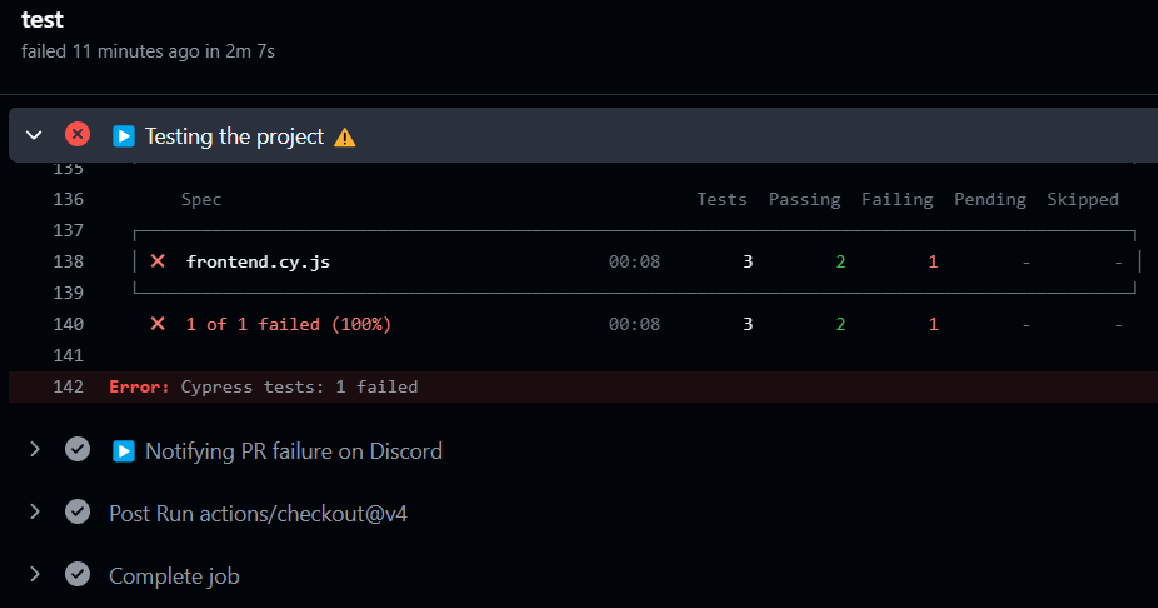 test
failed 11 minutes ago in 2m 7s
Testing the project
135
136 Spec Tests Passing Failing Pending Skipped
137
138 ✕ frontend.cy.js 00:08 3 2 1 - -
139
140 ✕ 1 of 1 failed (100%) 00:08 3 2 1 - -
141
142 Error: Cypress tests: 1 failed
Notifying PR failure on Discord
Post Run actions/checkout@v4
Complete job